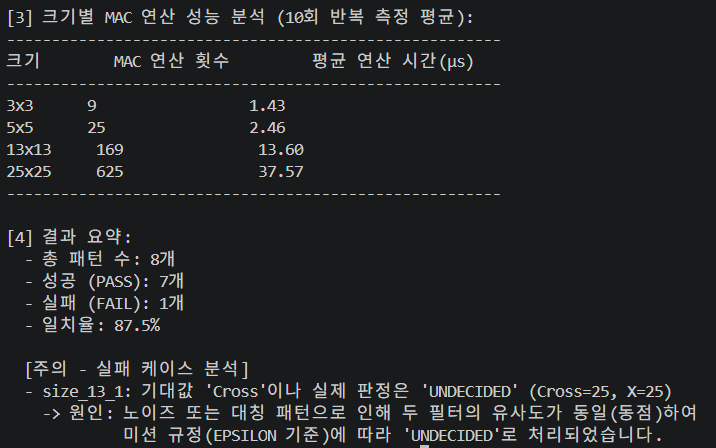 [3] 크기별 MAC 연산 성능 분석 (10회 반복 측정 평균):
-------------------------------------------------------
크기 MAC 연산 횟수 평균 연산 시간(μs)
-------------------------------------------------------
3x3 9 1.43
5x5 25 2.46
13x13 169 13.60
25x25 625 37.57
-------------------------------------------------------
[4] 결과 요약:
- 총 패턴 수: 8개
- 성공 (PASS): 7개
- 실패 (FAIL): 1개
- 일치율: 87.5%
[주의 - 실패 케이스 분석]
- size_13_1: 기대값 'Cross'이나 실제 판정은 'UNDECIDED' (Cross=25, X=25)
-> 원인: 노이즈 또는 대칭 패턴으로 인해 두 필터의 유사도가 동일(동점)하여
미션 규정(EPSILON 기준)에 따라 'UNDECIDED'로 처리되었습니다.